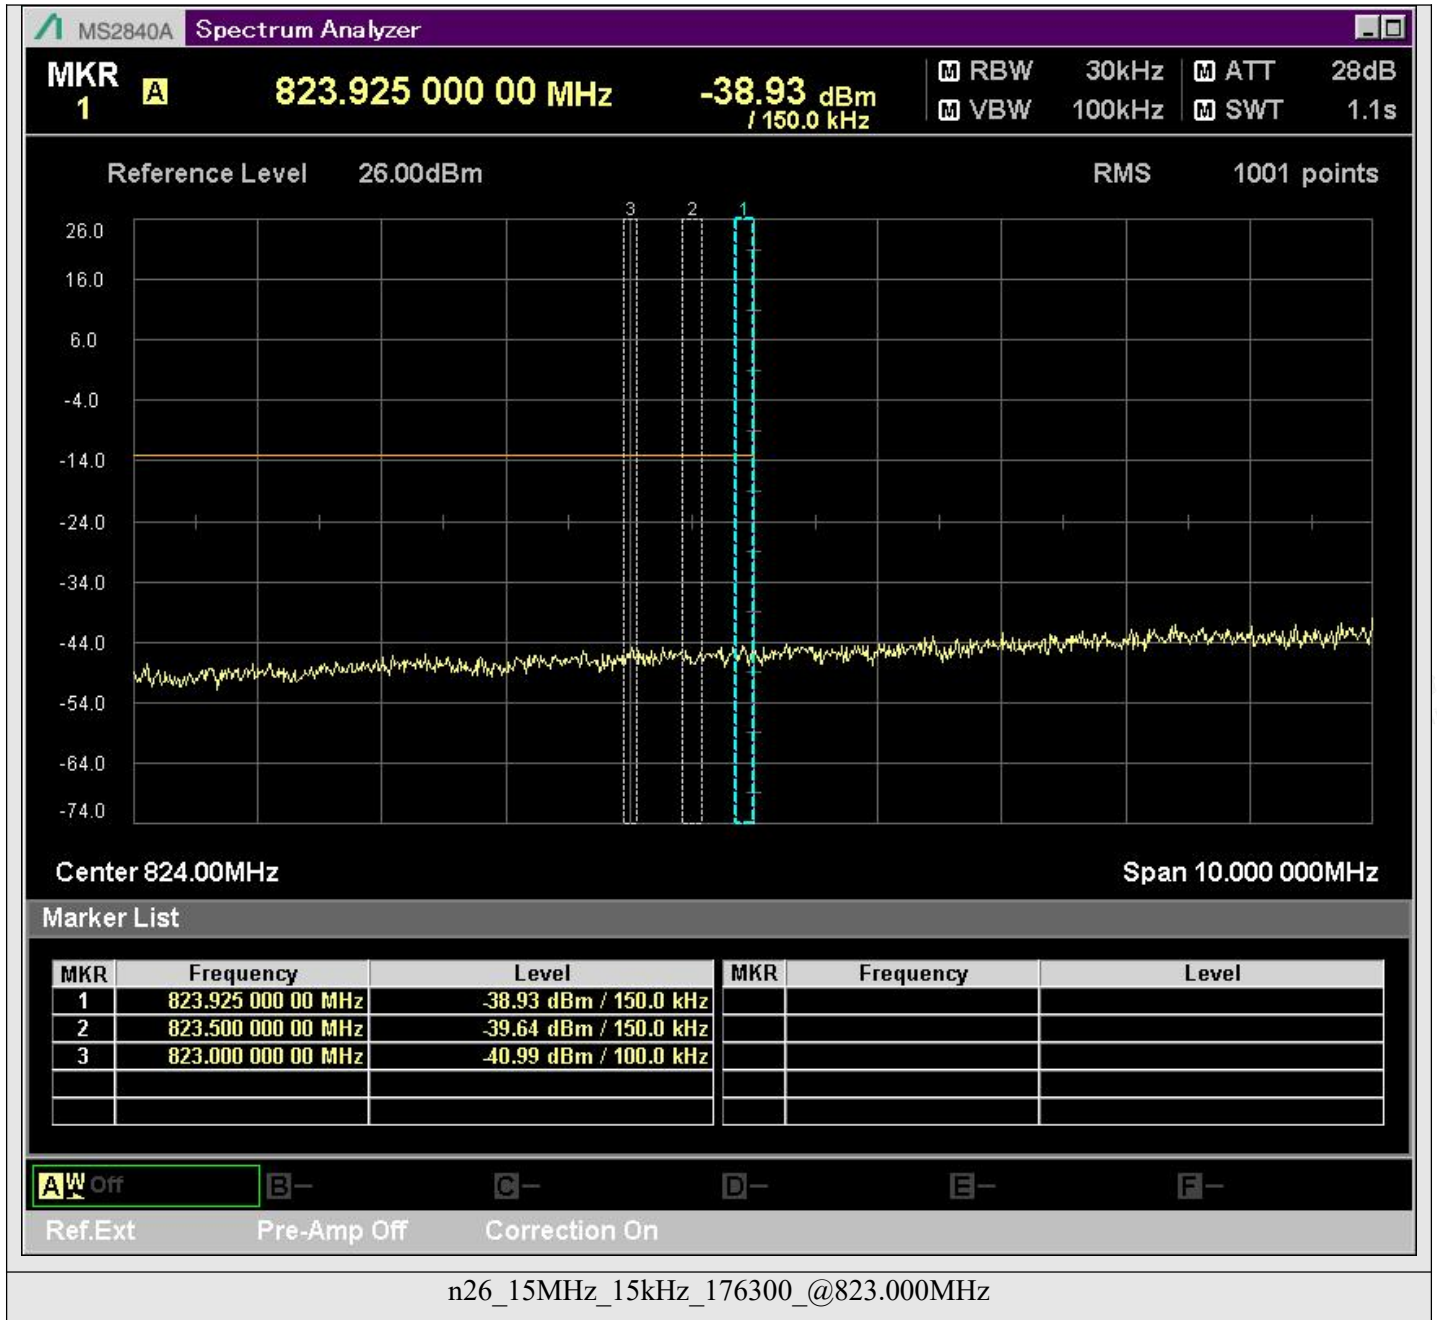 MS2840A Spectrum Analyzer
MKR 1 A 823.925 000 00 MHz -38.93 dBm / 150.0 kHz
M RBW 30kHz M ATT 28dB
M VBW 100kHz M SWT 1.1s
Reference Level 26.00dBm RMS 1001 points
3 2 1
26.0
16.0
6.0
-4.0
-14.0
-24.0
-34.0
-44.0
-54.0
-64.0
-74.0
Center 824.00MHz Span 10.000 000MHz
Marker List
MKR Frequency Level MKR Frequency Level
1 823.925 000 00 MHz -38.93 dBm / 150.0 kHz
2 823.500 000 00 MHz -39.64 dBm / 150.0 kHz
3 823.000 000 00 MHz -40.99 dBm / 100.0 kHz
A W Off B- C- D- E- F-
Ref.Ext Pre-Amp Off Correction On
n26_15MHz_15kHz_176300_@823.000MHz